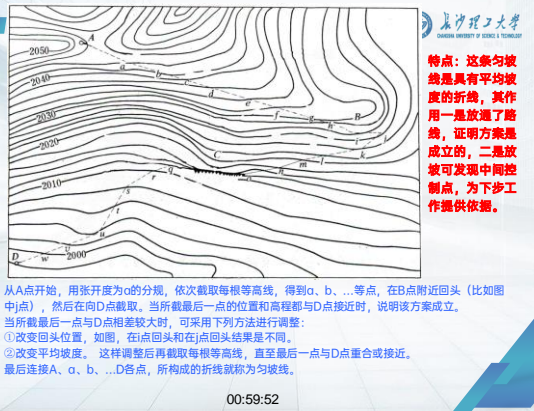 长沙理工大学
CHANGSHA UNIVERSITY OF SCIENCE & TECHNOLOGY
A
2050
a
b
c
2040
d
e
B
f
g
h
2030
i
j
2020
k
C
l
m
n
q
r
2010
s
t
u
v
2000
D
w
特点：这条匀坡
线是具有平均坡
度的折线，其作
用一是放通了路
线，证明方案是
成立的，二是放
坡可发现中间控
制点，为下步工
作提供依据。
从A点开始，用张开度为α的分规，依次截取每根等高线，得到α、b、…等点，在B点附近回头（比如图
中j点），然后在向D点截取。当所截最后一点的位置和高程都与D点接近时，说明该方案成立。
当所截最后一点与D点相差较大时，可采用下列方法进行调整：
①改变回头位置，如图，在i点回头和在j点回头结果是不同。
②改变平均坡度。 这样调整后再截取每根等高线，直至最后一点与D点重合或接近。
最后连接A、α、b、…D各点，所构成的折线就称为匀坡线。
00:59:52